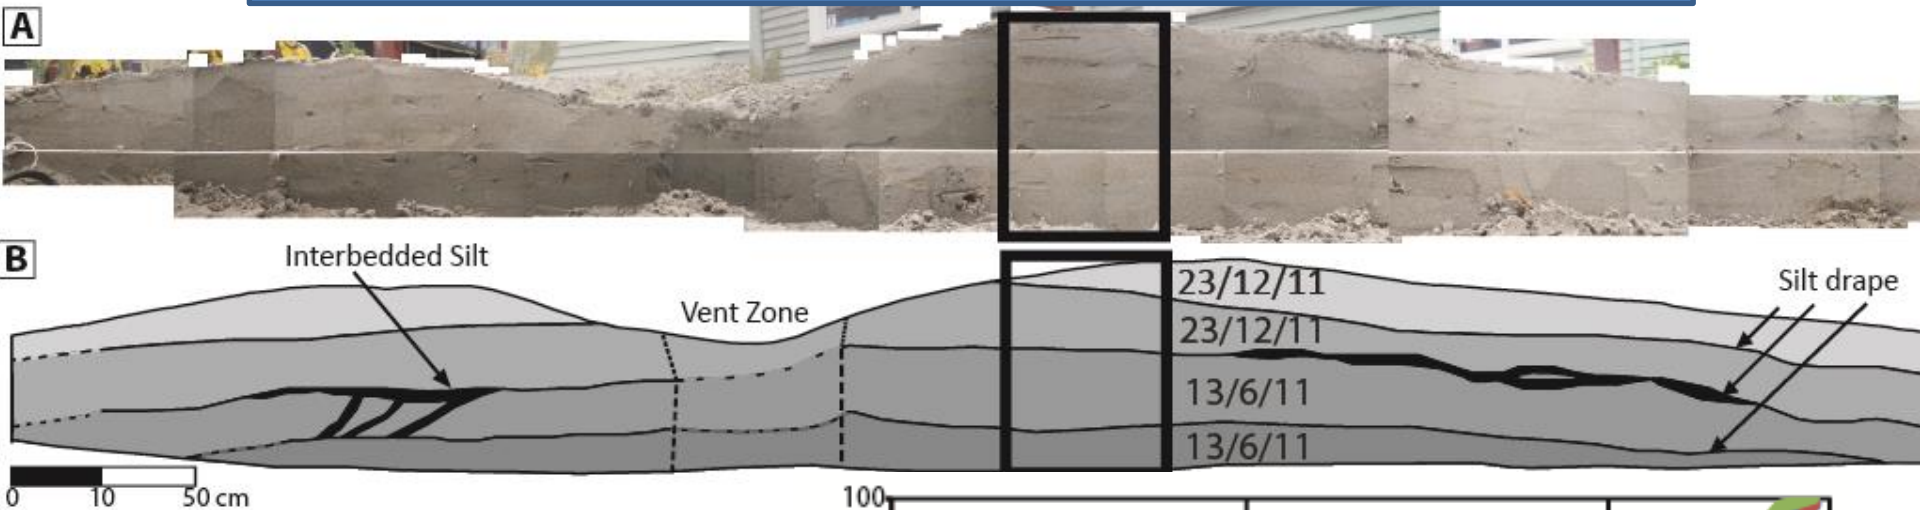 A
B
Interbedded Silt
Vent Zone
23/12/11
Silt drape
23/12/11
13/6/11
13/6/11
0 10 50 cm
100